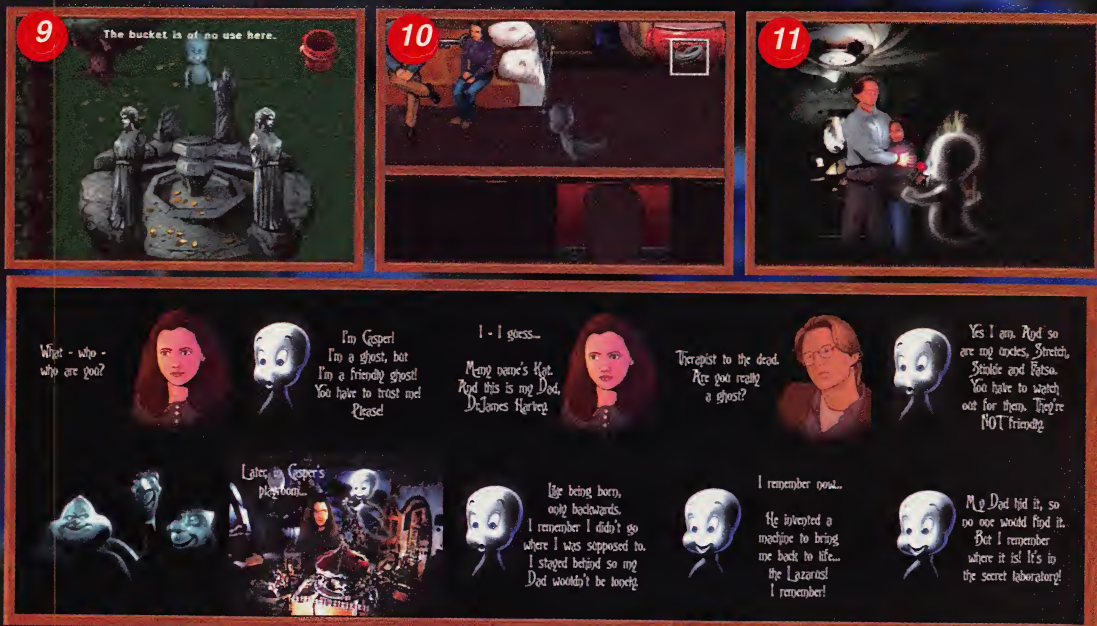 9
The bucket is of no use here.
10
11
What - who -
who are you?
I'm Casper!
I'm a ghost, but
I'm a friendly ghost!
You have to trust me!
Please!
I - I guess...
M-my name's Kat.
And this is my Dad,
Dr.James Harvey.
Therapist to the dead.
Are you really
a ghost?
Yes I am. And so
are my uncles, Stretch,
Stinkie and Fatso.
You have to watch
out for them. They're
NOT friendly.
Later, in Casper's
playroom...
Like being born,
only backwards.
I remember I didn't go
where I was supposed to.
I stayed behind so my
Dad wouldn't be lonely.
I remember now...
He invented a
machine to bring
me back to life...
the Lazarus!
I remember!
My Dad hid it, so
no one would find it.
But I remember
where it is! It's in
the secret laboratory!